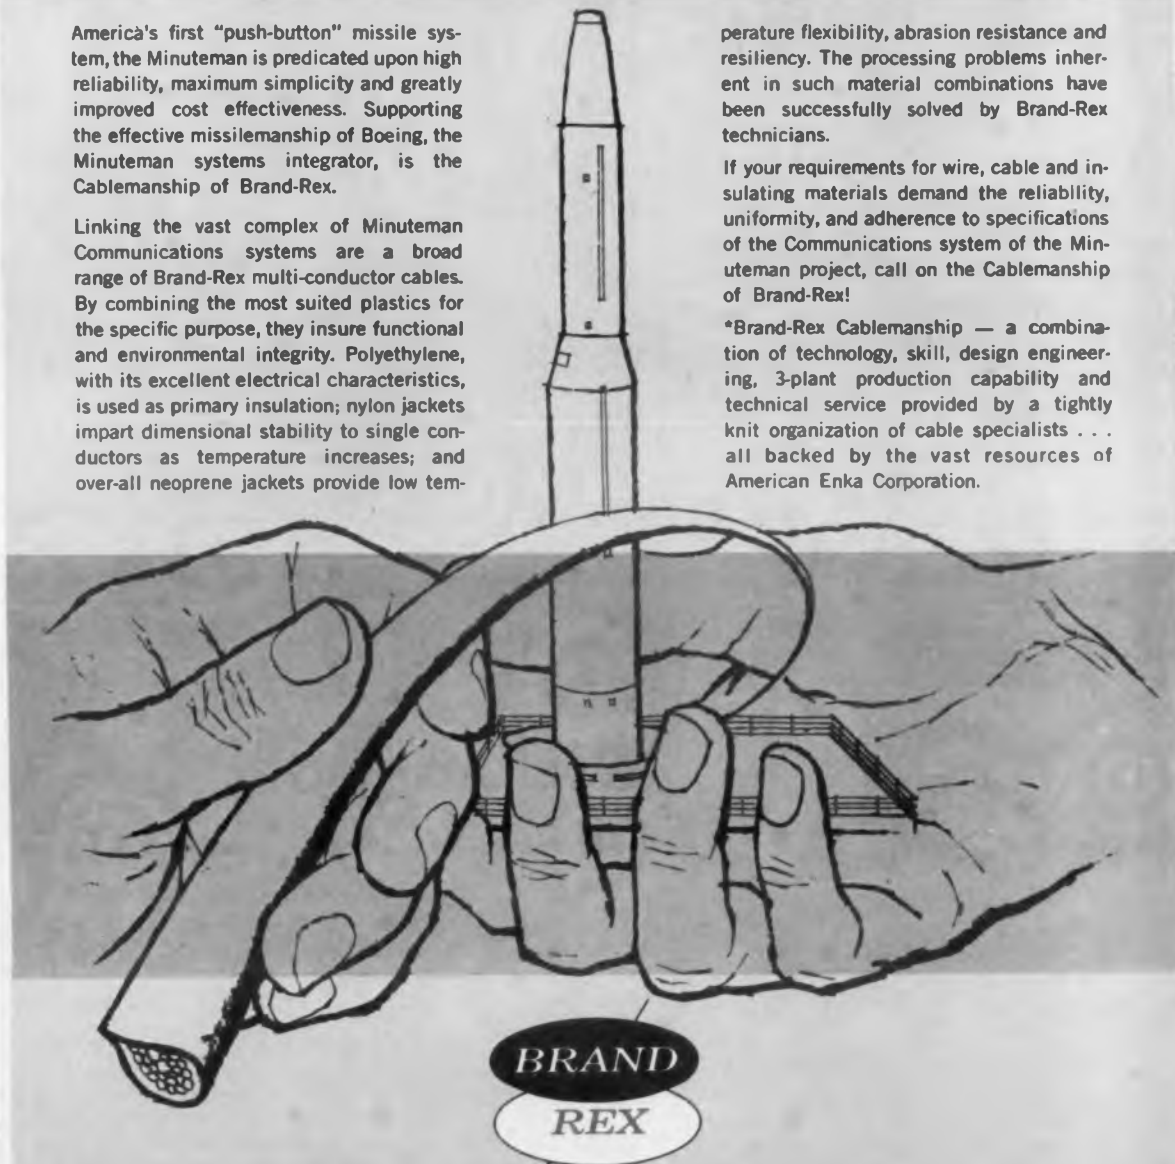 Americà's first "push-button" missile sys-
tem, the Minuteman is predicated upon high
reliability, maximum simplicity and greatly
improved cost effectiveness. Supporting
the effective missilemanship of Boeing, the
Minuteman systems integrator, is the
Cablemanship of Brand-Rex.
Linking the vast complex of Minuteman
Communications systems are a broad
range of Brand-Rex multi-conductor cables.
By combining the most suited plastics for
the specific purpose, they insure functional
and environmental integrity. Polyethylene,
with its excellent electrical characteristics,
is used as primary insulation; nylon jackets
impart dimensional stability to single con-
ductors as temperature increases; and
over-all neoprene jackets provide low tem-
perature flexibility, abrasion resistance and
resiliency. The processing problems inher-
ent in such material combinations have
been successfully solved by Brand-Rex
technicians.
If your requirements for wire, cable and in-
sulating materials demand the reliability,
uniformity, and adherence to specifications
of the Communications system of the Min-
uteman project, call on the Cablemanship
of Brand-Rex!
*Brand-Rex Cablemanship — a combina-
tion of technology, skill, design engineer-
ing, 3-plant production capability and
technical service provided by a tightly
knit organization of cable specialists . . .
all backed by the vast resources of
American Enka Corporation.
BRAND
REX